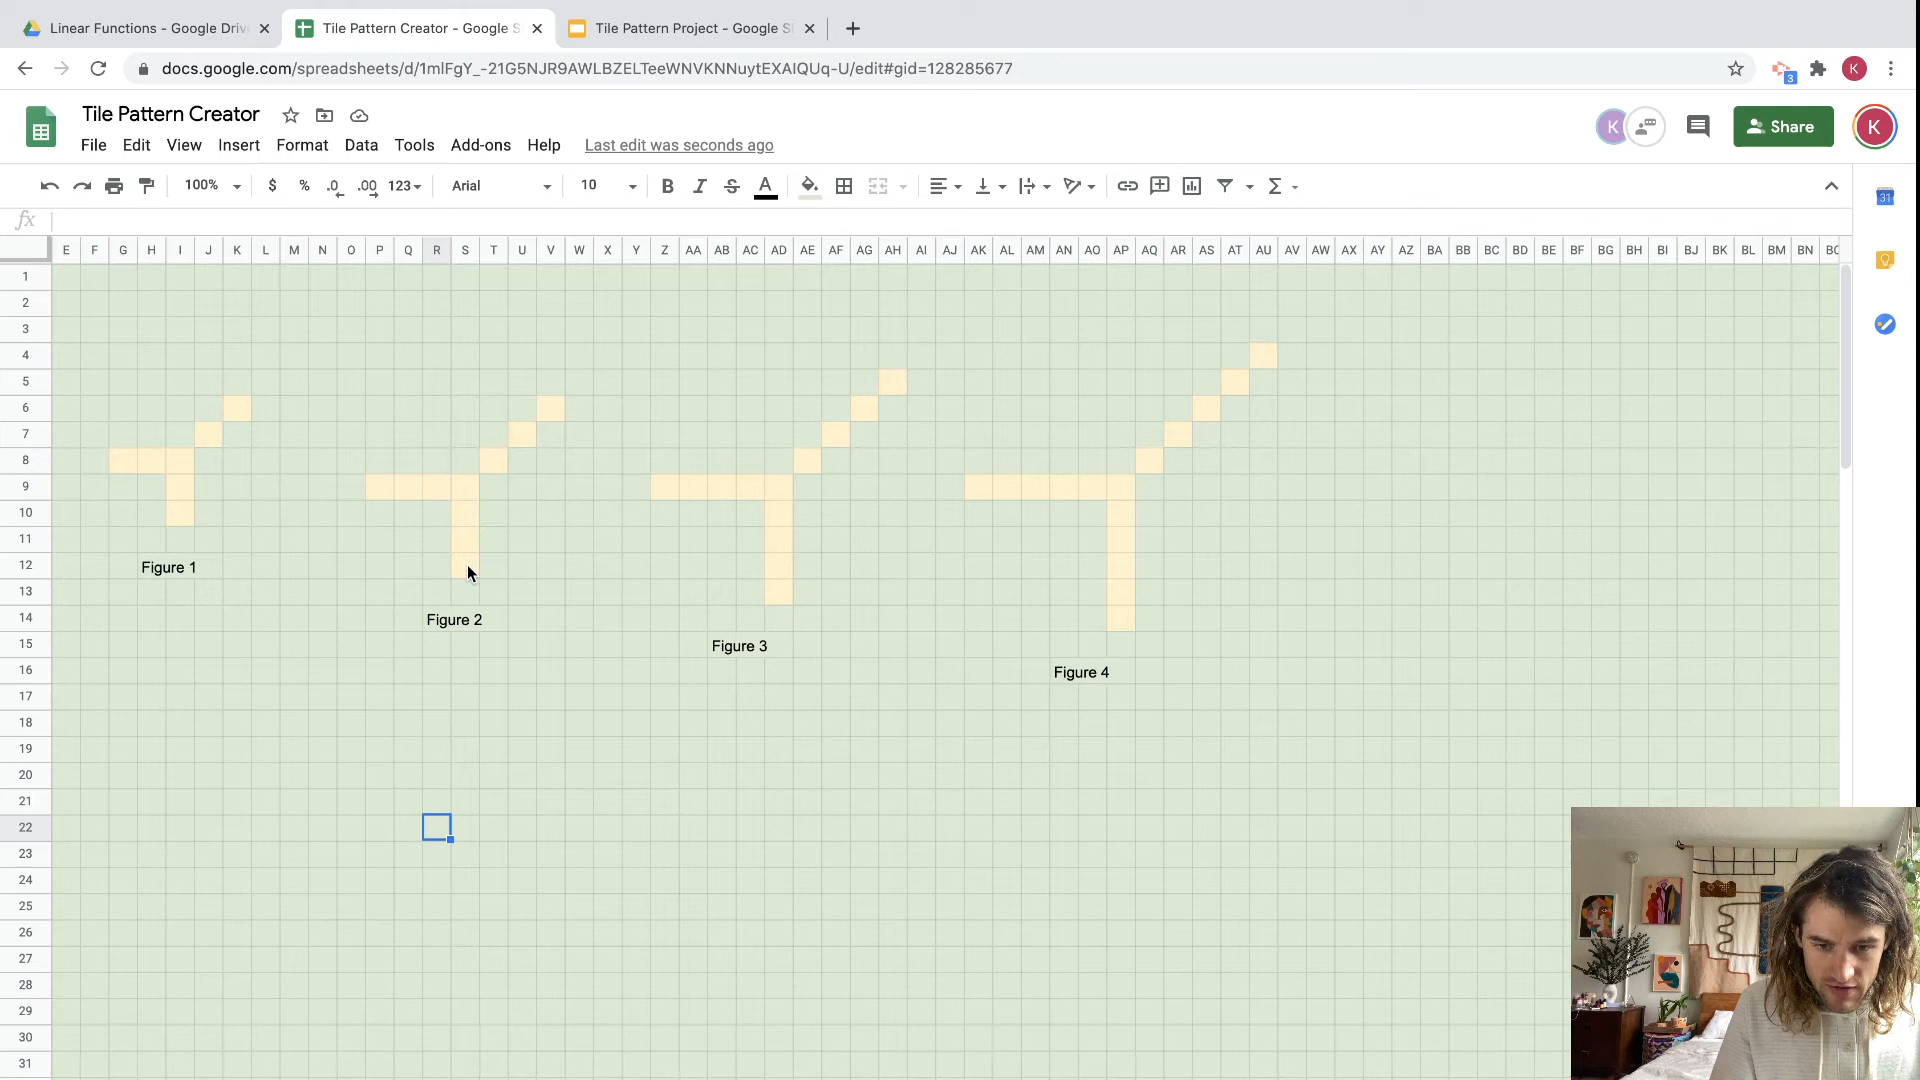 Linear Functions - Google Driv
Tile Pattern Creator - Google S
Tile Pattern Project - Google Sl
docs.google.com/spreadsheets/d/1mlFgY_-21G5NJR9AWLBZELTeeWNVKNNuytEXAlQUq-U/edit#gid=128285677
3
K
Tile Pattern Creator
File Edit View Insert Format Data Tools Add-ons Help Last edit was seconds ago
K
Share
K
100% $ % .0 .00 123 Arial 10 B I S A Σ
31
fx
E F G H I J K L M N O P Q R S T U V W X Y Z AA AB AC AD AE AF AG AH AI AJ AK AL AM AN AO AP AQ AR AS AT AU AV AW AX AY AZ BA BB BC BD BE BF BG BH BI BJ BK BL BM BN BO
1
2
3
4
5
6
7
8
9
10
11
12
Figure 1
13
14
Figure 2
15
Figure 3
16
Figure 4
17
18
19
20
21
22
23
24
25
26
27
28
29
30
31